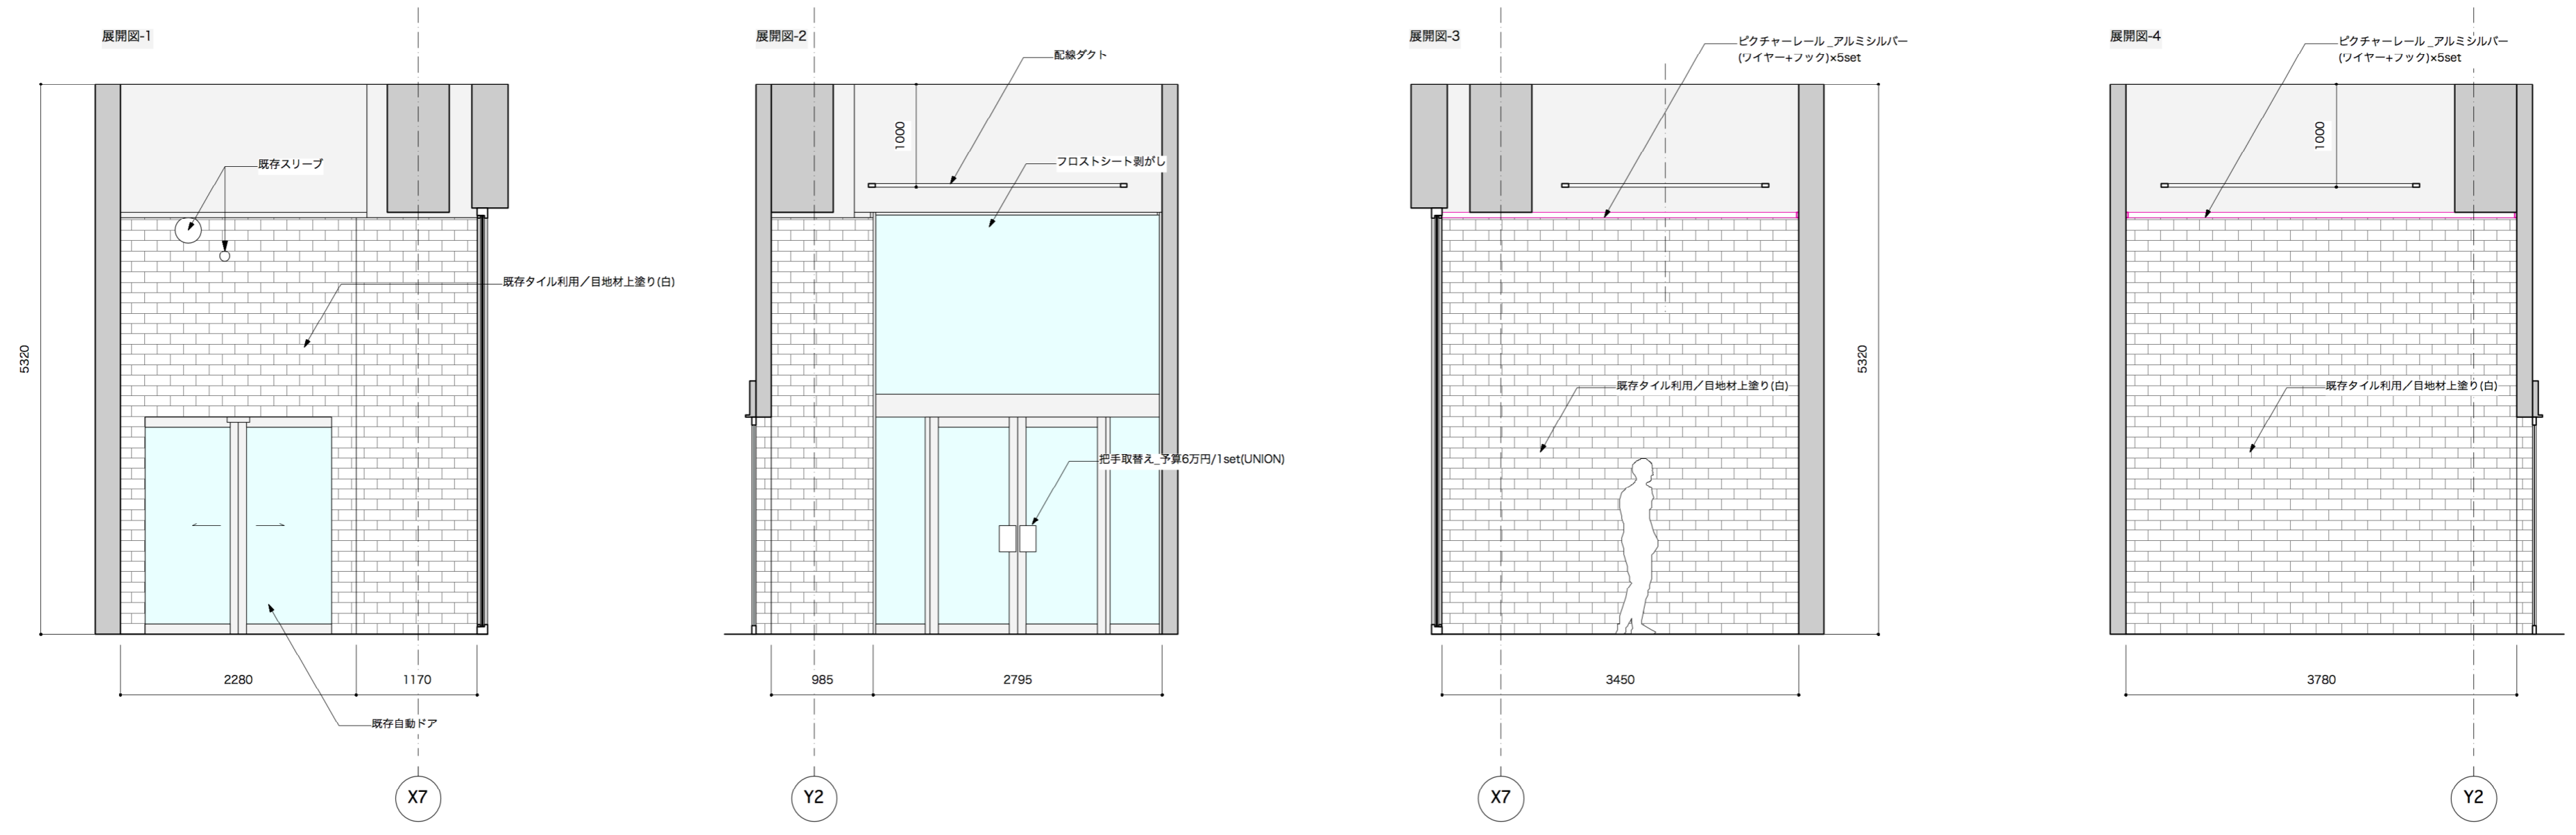 展開図-1
展開図-2
展開図-3
展開図-4
配線ダクト
ピクチャーレール_アルミシルバー
(ワイヤー+フック)×5set
ピクチャーレール_アルミシルバー
(ワイヤー+フック)×5set
1000
1000
既存スリーブ
フロストシート剥がし
既存タイル利用／目地材上塗り(白)
5320
5320
既存タイル利用／目地材上塗り(白)
既存タイル利用／目地材上塗り(白)
把手取替え_予算6万円/1set(UNION)
2280
1170
985
2795
3450
3780
既存自動ドア
X7
Y2
X7
Y2